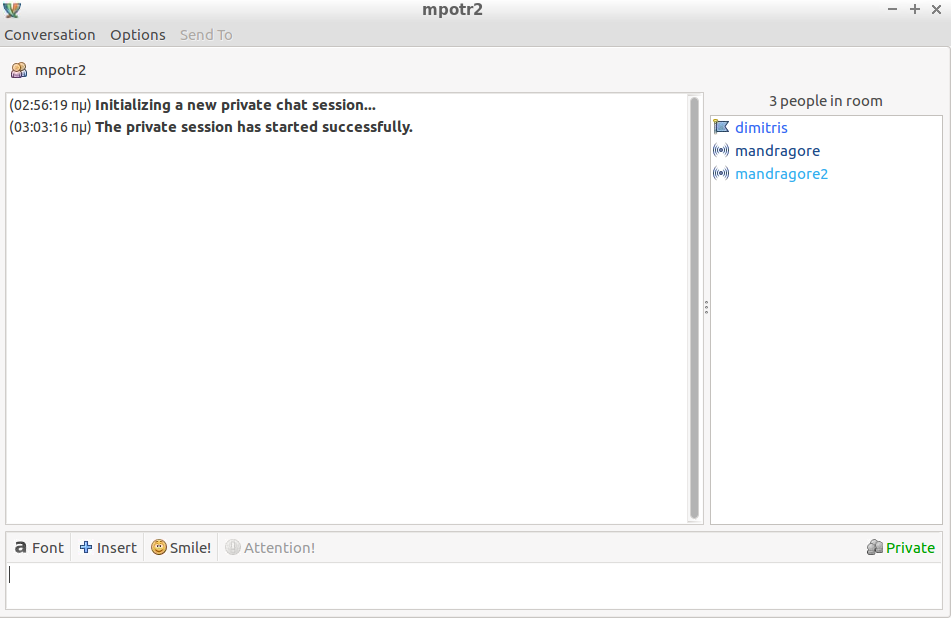 mpotr2
Conversation Options Send To
mpotr2
(02:56:19 πμ) Initializing a new private chat session...
(03:03:16 πμ) The private session has started successfully.
3 people in room
dimitris
mandragore
mandragore2
a Font Insert Smile! Attention! Private